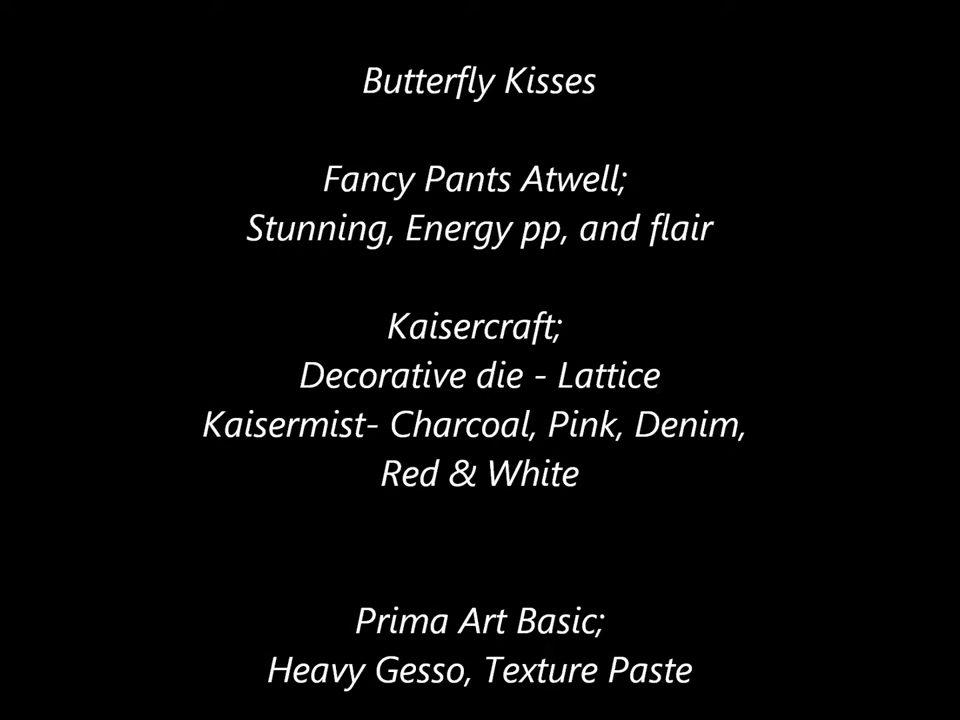 Butterfly Kisses
Fancy Pants Atwell;
Stunning, Energy pp, and flair
Kaisercraft;
Decorative die - Lattice
Kaisermist- Charcoal, Pink, Denim,
Red & White
Prima Art Basic;
Heavy Gesso, Texture Paste